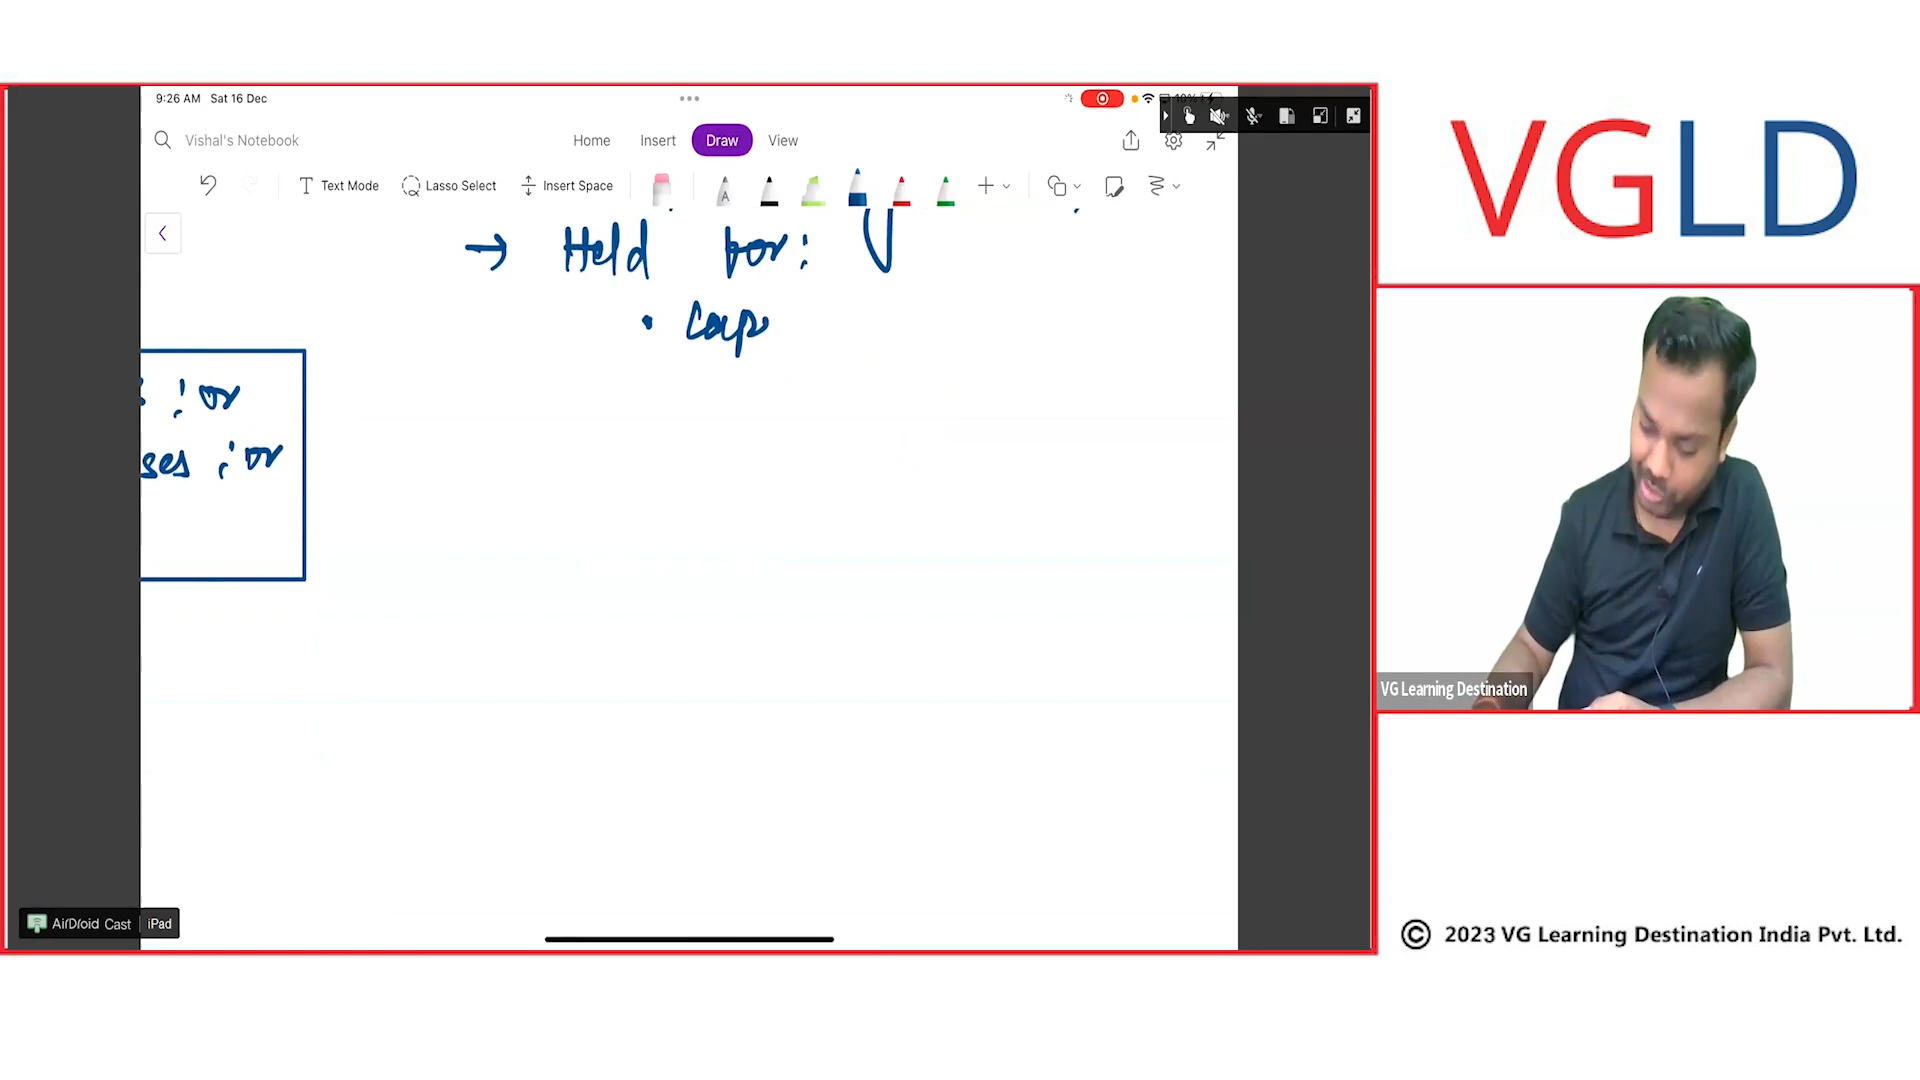 9:26 AM Sat 16 Dec
Vishal's Notebook
Home Insert Draw View
Text Mode Lasso Select Insert Space
A
→ Held for:
• Cap
; or
ses ; or
AirDroid Cast iPad
VGLD
VG Learning Destination
© 2023 VG Learning Destination India Pvt. Ltd.